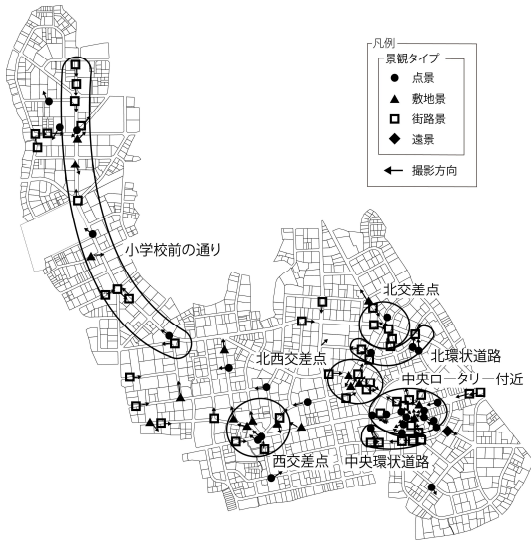 凡例
景観タイプ
点景
敷地景
街路景
遠景
撮影方向
小学校前の通り
北交差点
北西交差点
北環状道路
中央ロータリー付近
西交差点
中央環状道路